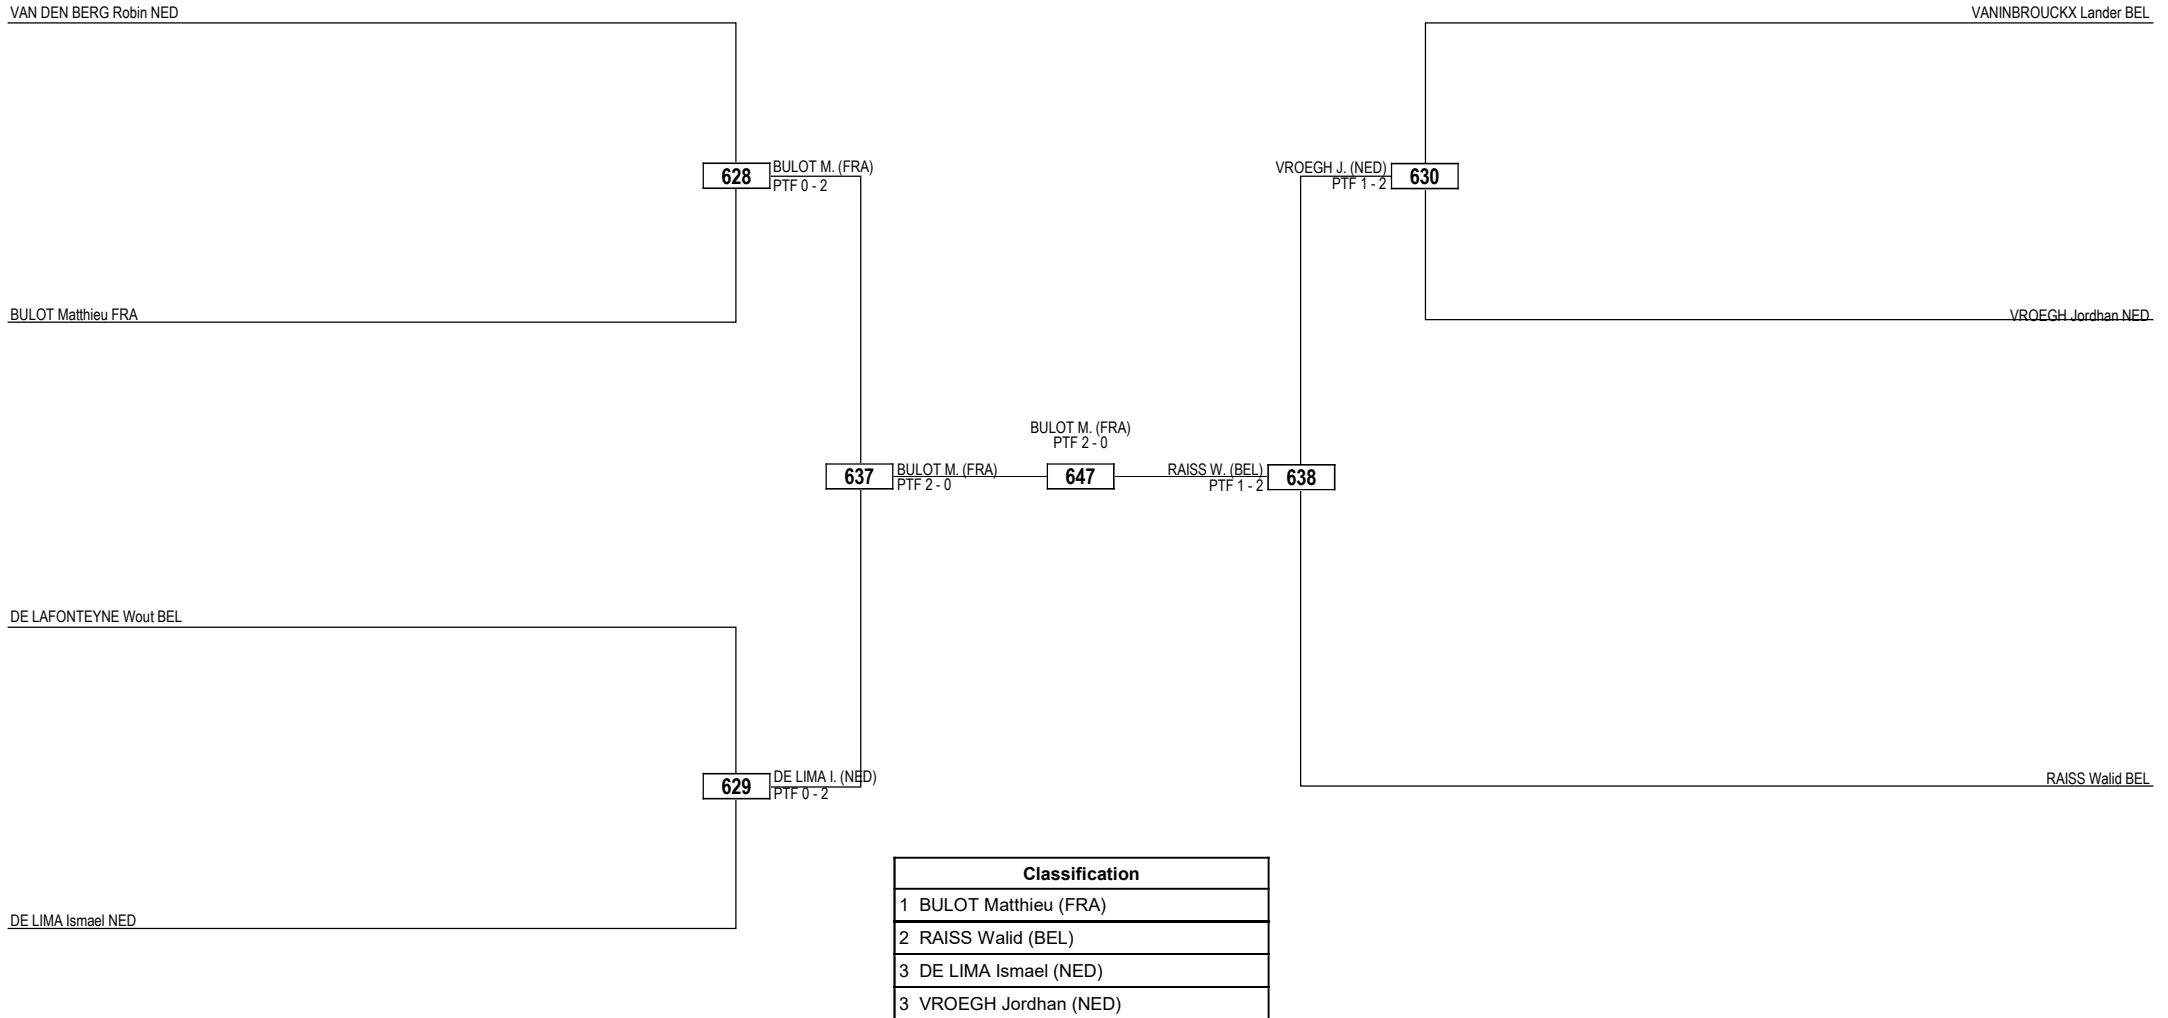 VAN DEN BERG Robin NED
VANINBROUCKX Lander BEL
628
BULOT M. (FRA)
PTF 0 - 2
VROEGH J. (NED)
PTF 1 - 2
630
BULOT Matthieu FRA
VROEGH Jordhan NED
BULOT M. (FRA)
PTF 2 - 0
637
BULOT M. (FRA)
PTF 2 - 0
647
RAISS W. (BEL)
PTF 1 - 2
638
DE LAFONTEYNE Wout BEL
629
DE LIMA I. (NED)
PTF 0 - 2
RAISS Walid BEL
DE LIMA Ismael NED
Classification
1 BULOT Matthieu (FRA)
2 RAISS Walid (BEL)
3 DE LIMA Ismael (NED)
3 VROEGH Jordhan (NED)